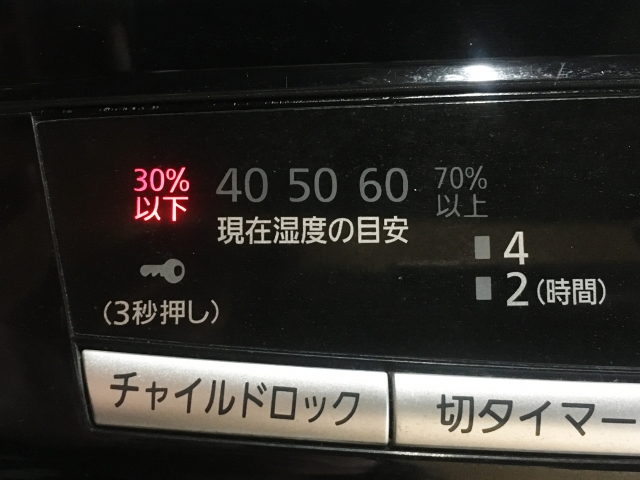 30% 40 50 60 70%
以下 以上
現在湿度の目安
4
2(時間)
(3秒押し)
チャイルドロック
切タイマー